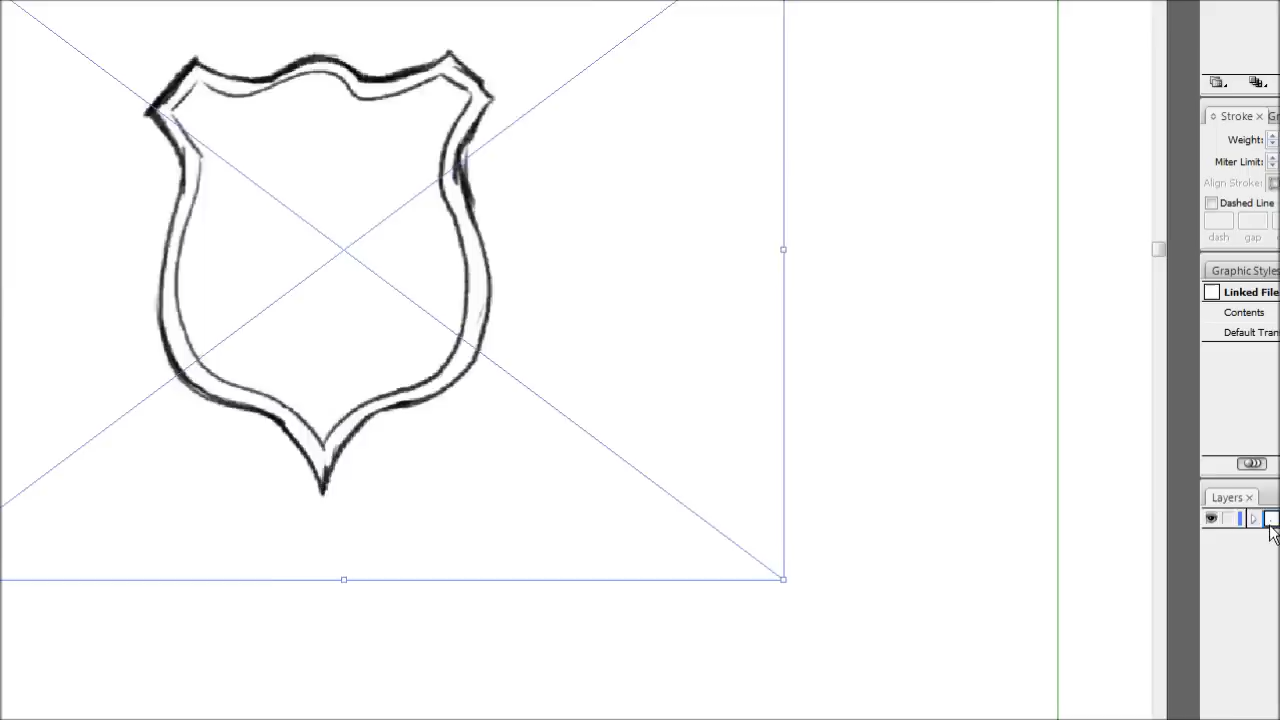 Stroke
Weight:
Miter Limit:
Align Stroke:
Dashed Line
dash gap
Graphic Styles
Linked File
Contents
Default Tran
Layers